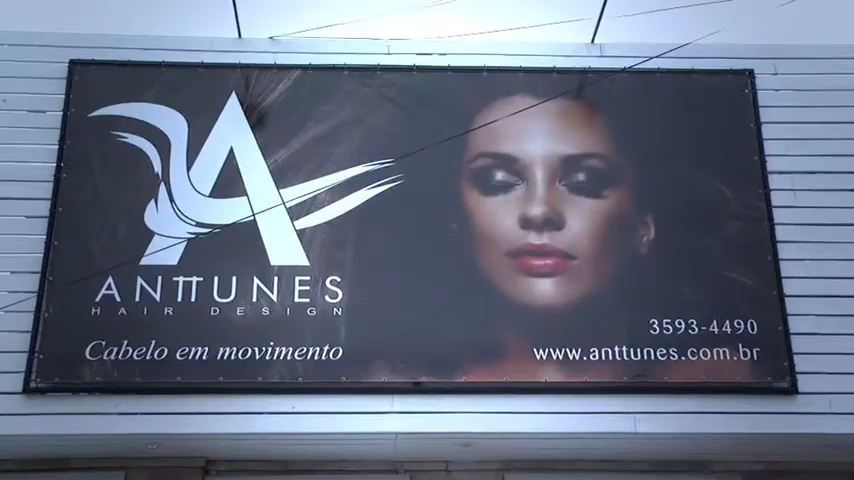 ANTTUNES
HAIR DESIGN
Cabelo em movimento
3593-4490
www.anttunes.com.br